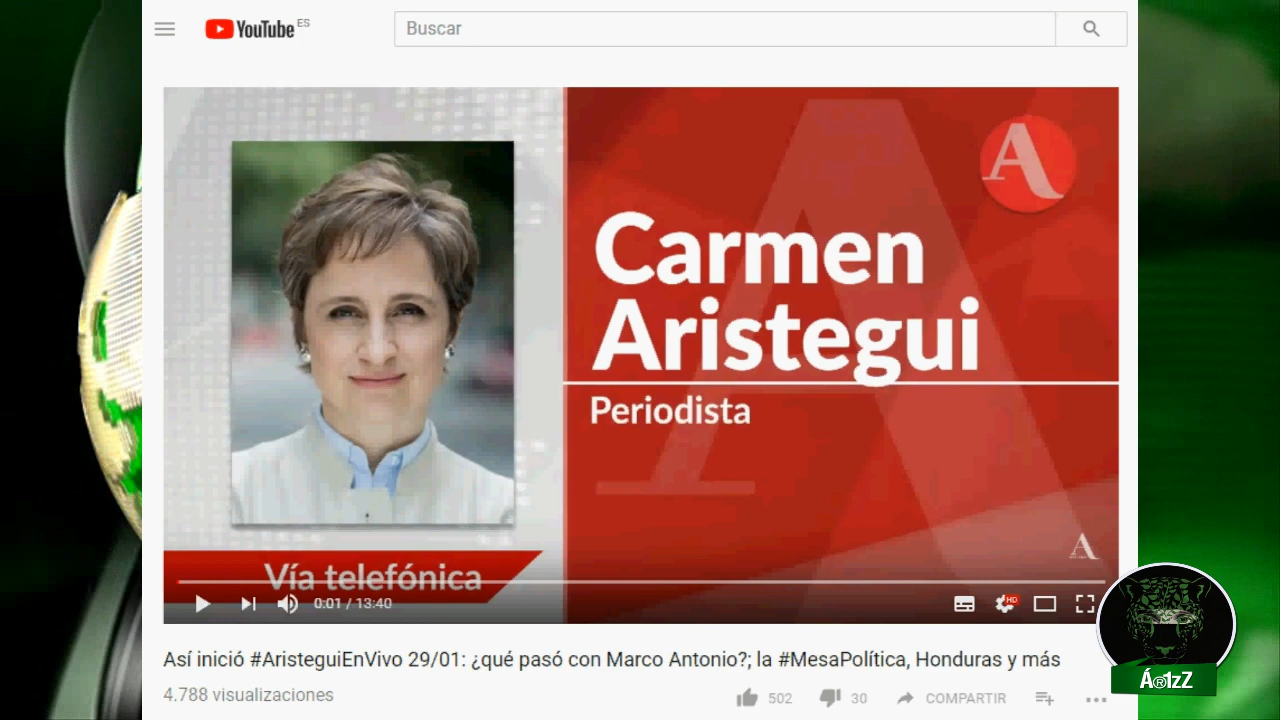 YouTube ES
Buscar
A
Carmen
Aristegui
Periodista
A
Vía telefónica
0:01 / 13:40
HD
Así inició #AristeguiEnVivo 29/01: ¿qué pasó con Marco Antonio?; la #MesaPolítica, Honduras y más
4.788 visualizaciones
502
30
COMPARTIR
Á®1zZ